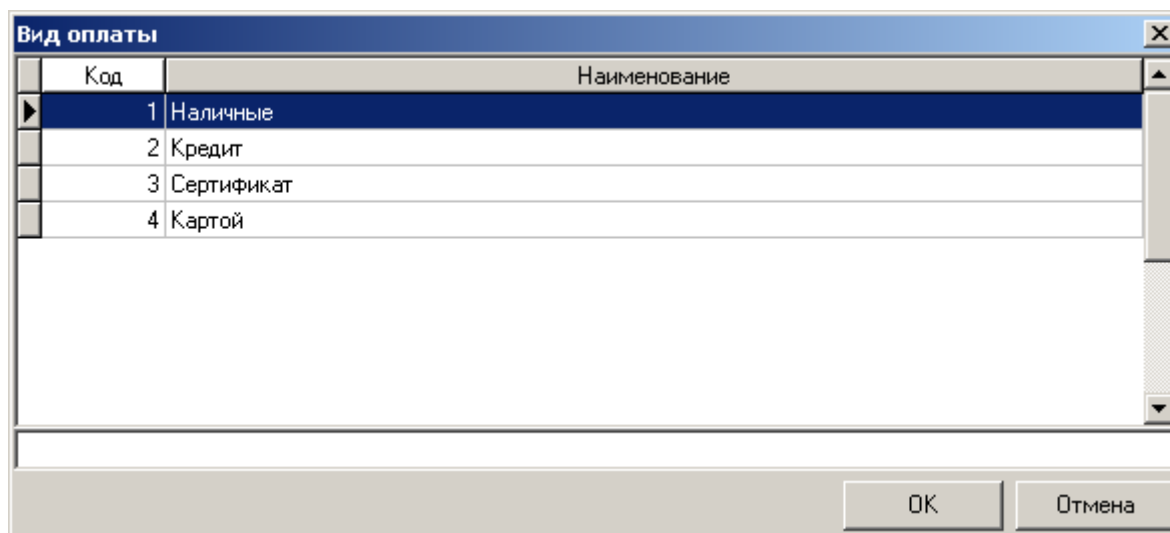 Вид оплаты
Код Наименование
1 Наличные
2 Кредит
3 Сертификат
4 Картой
OK Отмена